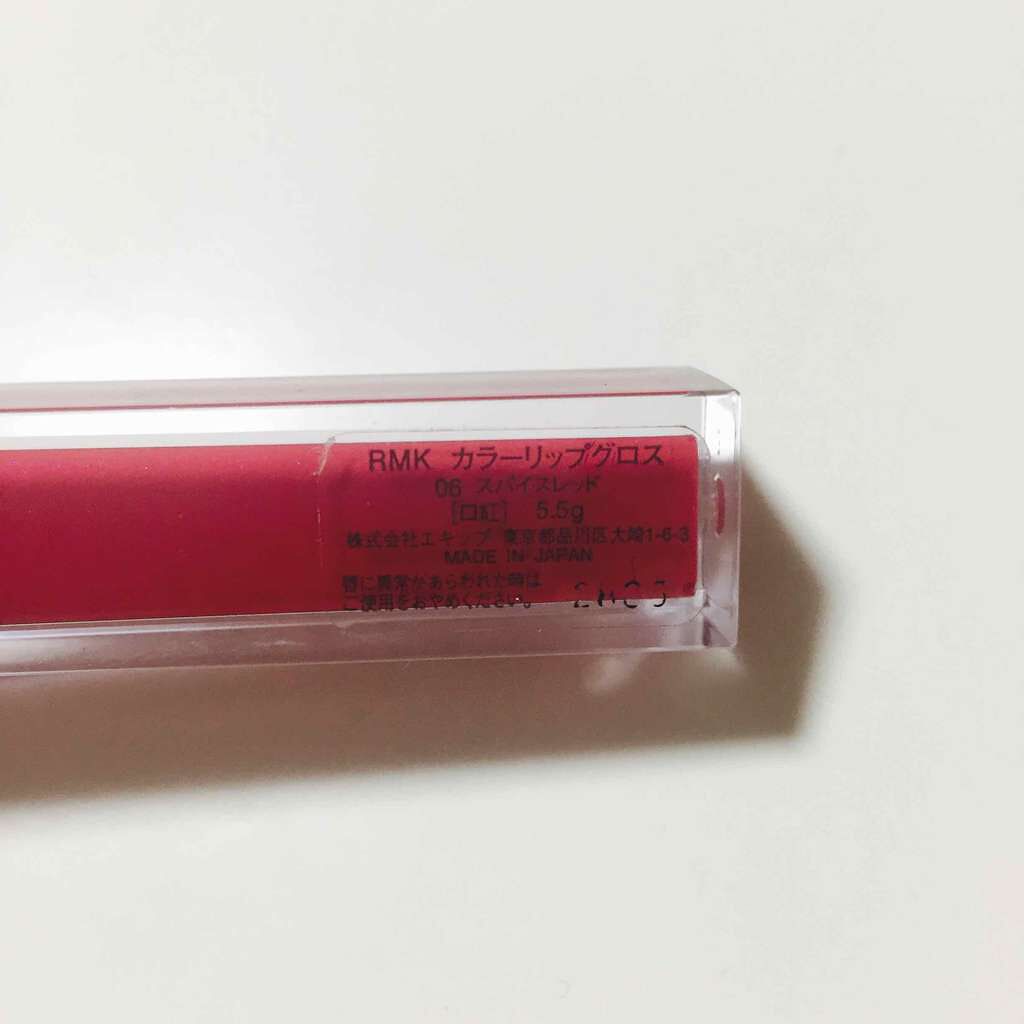 RMK カラーリップグロス
06 スパイスレッド
[口紅] 5.5g
株式会社エキップ 東京都品川区大崎1-6-3
MADE IN JAPAN
唇に異常があらわれた時は
ご使用をおやめください。